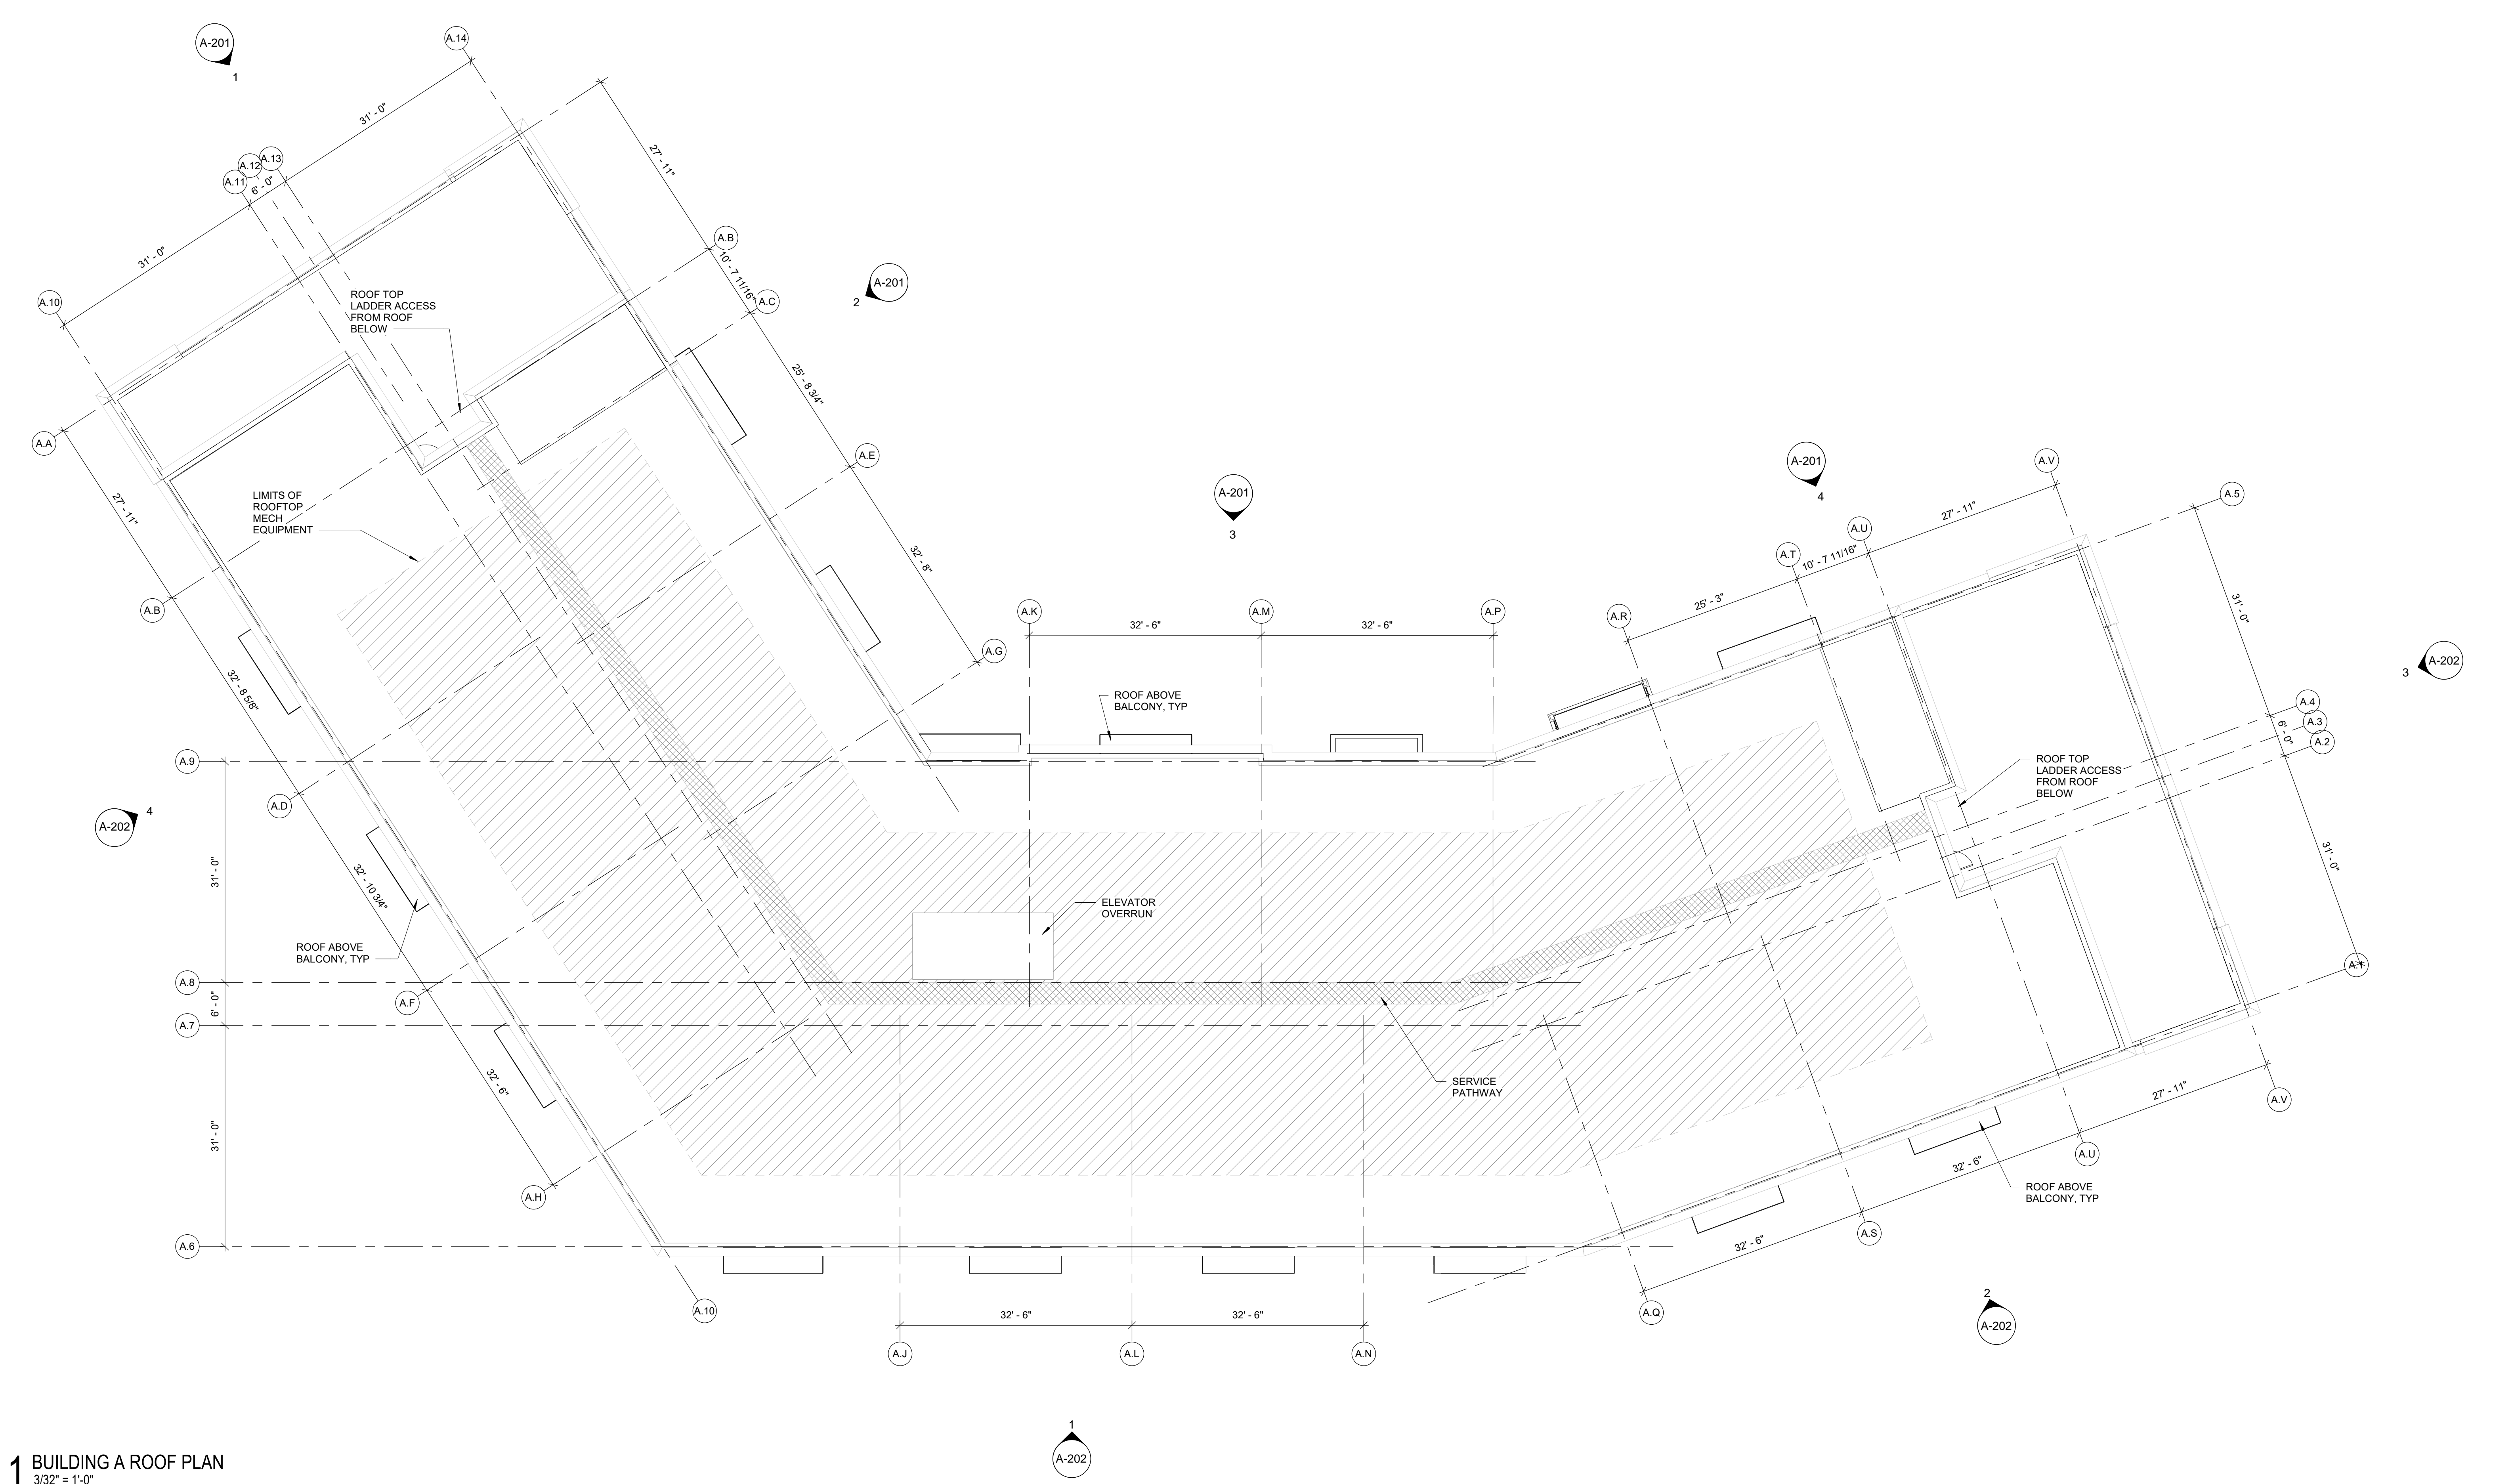 A-201
1
A.14
31' - 0"
A.13
A.12
A.11
6' - 0"
27' - 11"
31' - 0"
A.B
10' - 7 11/16"
A.C
A-201
2
A.10
ROOF TOP
LADDER ACCESS
FROM ROOF
BELOW
25' - 8 3/4"
A.A
A.E
27' - 11"
LIMITS OF
ROOFTOP
MECH
EQUIPMENT
32' - 8"
A.B
A.G
A-201
3
A-201
4
A.V
A.5
27' - 11"
A.U
A.T
10' - 7 11/16"
25' - 3"
A.R
31' - 0"
A-202
3
A.K
A.M
A.P
32' - 6"
32' - 6"
ROOF ABOVE
BALCONY, TYP
A.4
A.3
A.2
6' - 0"
ROOF TOP
LADDER ACCESS
FROM ROOF
BELOW
32' - 8 5/8"
A.9
A.D
A-202
4
31' - 0"
32' - 10 3/4"
31' - 0"
ELEVATOR
OVERRUN
ROOF ABOVE
BALCONY, TYP
A.1
A.8
A.F
6' - 0"
A.7
32' - 6"
SERVICE
PATHWAY
27' - 11"
A.V
31' - 0"
A.U
32' - 6"
ROOF ABOVE
BALCONY, TYP
A.H
A.S
32' - 6"
A.6
A.10
A.Q
2
A-202
32' - 6"
32' - 6"
A.J
A.L
A.N
1
A-202
1
BUILDING A ROOF PLAN
3/32" = 1'-0"